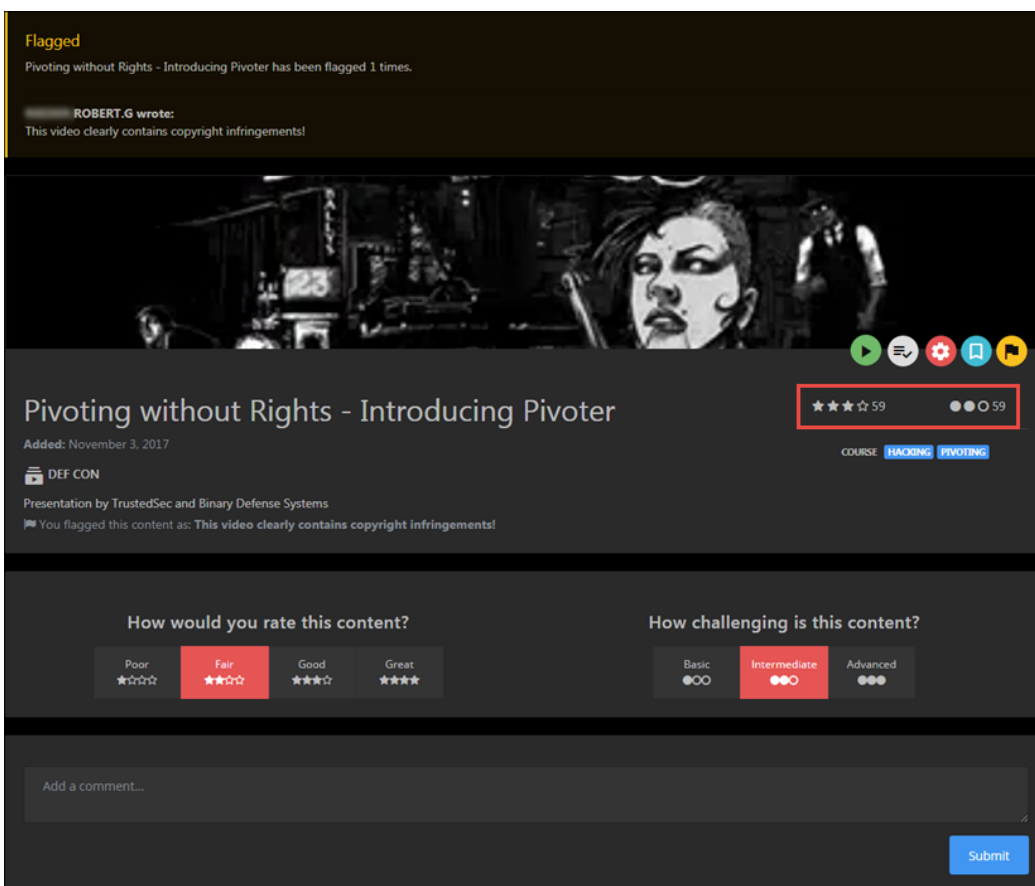 Flagged
Pivoting without Rights - Introducing Pivoter has been flagged 1 times.
ROBERT.G wrote:
This video clearly contains copyright infringements!
RALLYS
23
Pivoting without Rights - Introducing Pivoter
★★★☆ 59 ●●○ 59
Added: November 3, 2017
COURSE HACKING PIVOTING
DEF CON
Presentation by TrustedSec and Binary Defense Systems
You flagged this content as: This video clearly contains copyright infringements!
How would you rate this content? How challenging is this content?
Poor Fair Good Great Basic Intermediate Advanced
★☆☆☆ ★★☆☆ ★★★☆ ★★★★ ●○○ ●●○ ●●●
Add a comment...
Submit